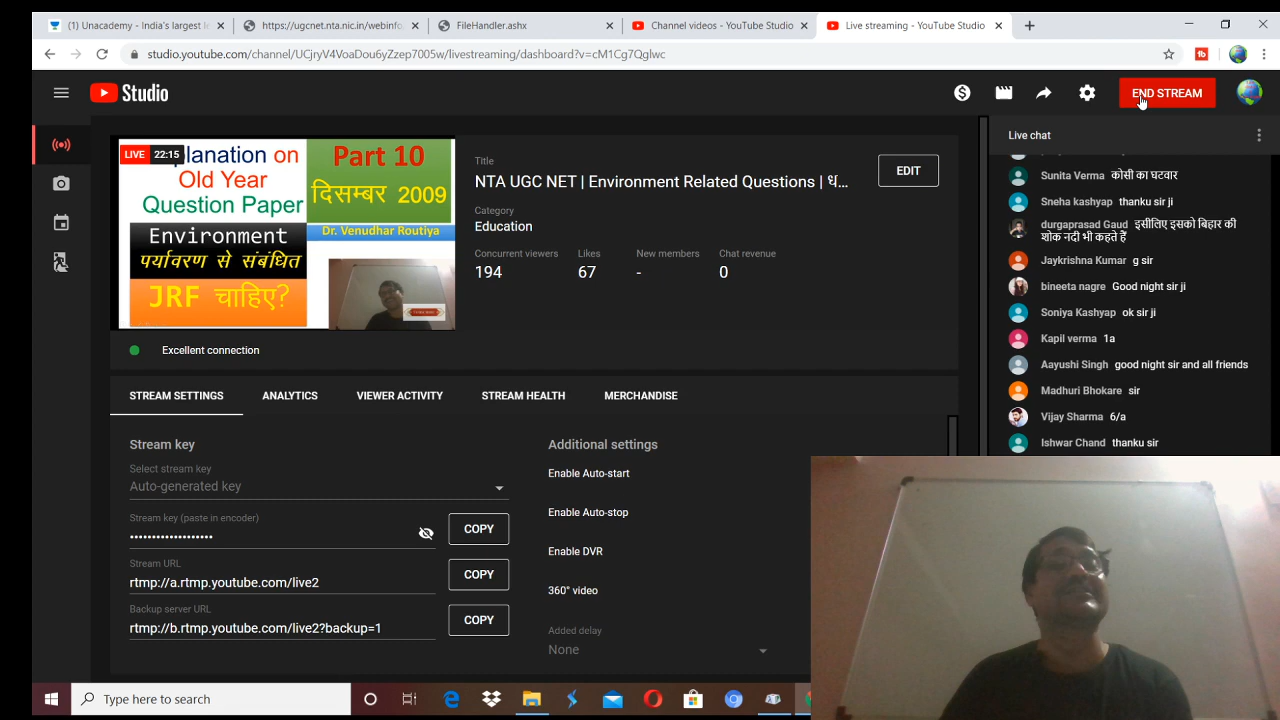 (1) Unacademy - India's largest l
https://ugcnet.nta.nic.in/webinfo
FileHandler.ashx
Channel videos - YouTube Studio
Live streaming - YouTube Studio
studio.youtube.com/channel/UCjryV4VoaDou6yZzep7005w/livestreaming/dashboard?v=cM1Cg7Qglwc
Studio
END STREAM
LIVE 22:15
planation on
Old Year
Question Paper
Part 10
दिसम्बर 2009
Environment
पर्यावरण से संबंधित
JRF चाहिए?
Dr. Venudhar Routiya
Title
NTA UGC NET | Environment Related Questions | ध...
EDIT
Category
Education
Concurrent viewers
194
Likes
67
New members
-
Chat revenue
0
Excellent connection
STREAM SETTINGS
ANALYTICS
VIEWER ACTIVITY
STREAM HEALTH
MERCHANDISE
Stream key
Select stream key
Auto-generated key
Stream key (paste in encoder)
••••••••••••••••••
COPY
Stream URL
rtmp://a.rtmp.youtube.com/live2
COPY
Backup server URL
rtmp://b.rtmp.youtube.com/live2?backup=1
COPY
Additional settings
Enable Auto-start
Enable Auto-stop
Enable DVR
360° video
Added delay
None
Live chat
Sunita Verma कोसी का घटवार
Sneha kashyap thanku sir ji
durgaprasad Gaud इसीलिए इसको बिहार की
शोक नदी भी कहते हैं
Jaykrishna Kumar g sir
bineeta nagre Good night sir ji
Soniya Kashyap ok sir ji
Kapil verma 1a
Aayushi Singh good night sir and all friends
Madhuri Bhokare sir
Vijay Sharma 6/a
Ishwar Chand thanku sir
Type here to search